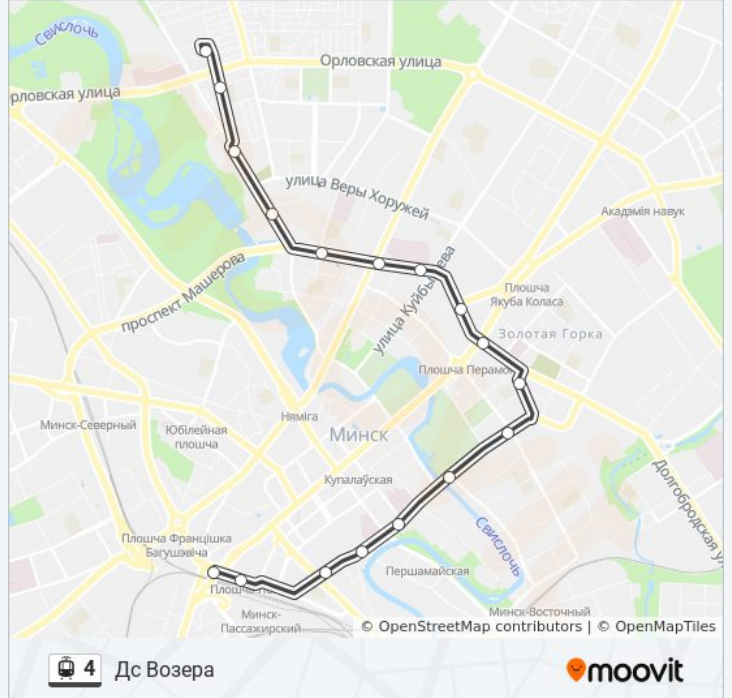 Свислочь
Орловская улица
рловская улица
улица Веры Хоружей
Акадэмія навук
проспект Машерова
улица Куйбышева
Плошча
Якуба Коласа
Золотая Горка
Плошча Перамо
Няміга
Минск-Северный
Юбілейная
плошча
Минск
Купалаўская
Долгобродская у
Плошча Францішка
Багушэвіча
Свислочь
Першамайская
Плошча
Минск-
Пассажирский
Минск-Восточный
© OpenStreetMap contributors | © OpenMapTiles
4 Дс Возера
moovit